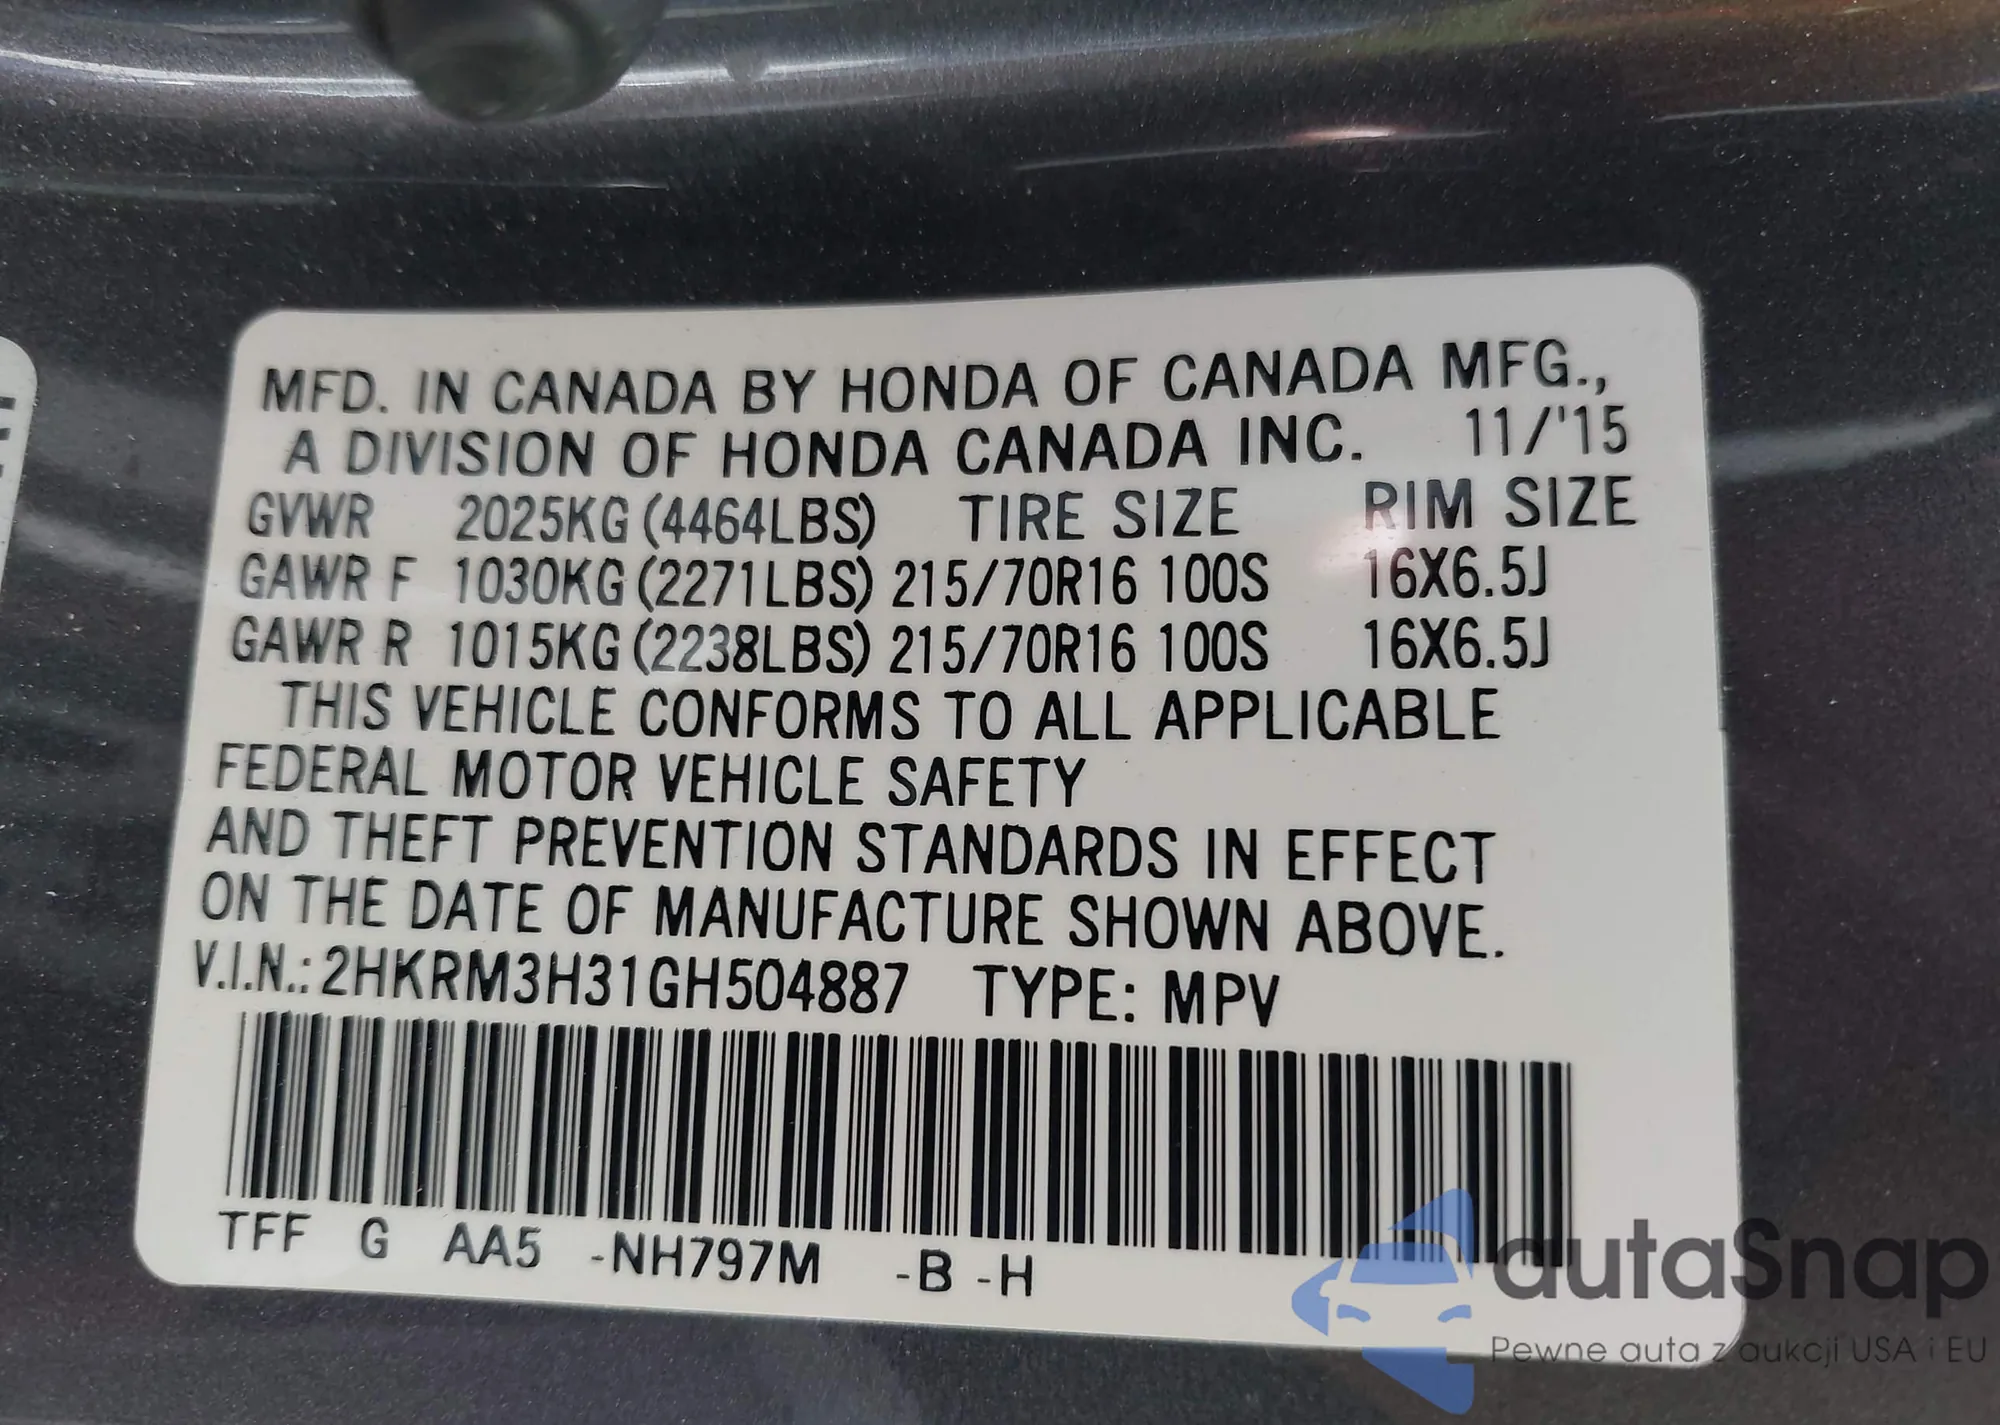 MFD. IN CANADA BY HONDA OF CANADA MFG.,
A DIVISION OF HONDA CANADA INC. 11/'15
GVWR 2025KG (4464LBS) TIRE SIZE RIM SIZE
GAWR F 1030KG (2271LBS) 215/70R16 100S 16X6.5J
GAWR R 1015KG (2238LBS) 215/70R16 100S 16X6.5J
THIS VEHICLE CONFORMS TO ALL APPLICABLE
FEDERAL MOTOR VEHICLE SAFETY
AND THEFT PREVENTION STANDARDS IN EFFECT
ON THE DATE OF MANUFACTURE SHOWN ABOVE.
V.I.N.: 2HKRM3H31GH504887 TYPE: MPV
TFF G AA5 -NH797M -B -H
autaSnap
Pewne auta z aukcji USA i EU